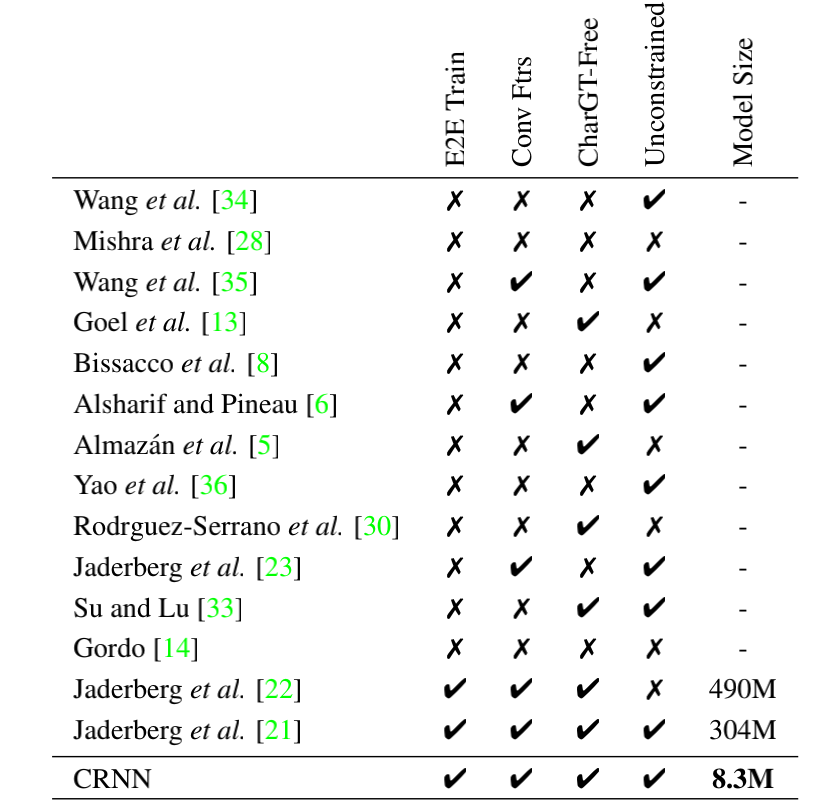 E2E Train Conv Ftrs CharGT-Free Unconstrained Model Size
Wang et al. [34] ✗ ✗ ✗ ✔ -
Mishra et al. [28] ✗ ✗ ✗ ✗ -
Wang et al. [35] ✗ ✔ ✗ ✔ -
Goel et al. [13] ✗ ✗ ✔ ✗ -
Bissacco et al. [8] ✗ ✗ ✗ ✔ -
Alsharif and Pineau [6] ✗ ✔ ✗ ✔ -
Almazán et al. [5] ✗ ✗ ✔ ✗ -
Yao et al. [36] ✗ ✗ ✗ ✔ -
Rodrguez-Serrano et al. [30] ✗ ✗ ✔ ✗ -
Jaderberg et al. [23] ✗ ✔ ✗ ✔ -
Su and Lu [33] ✗ ✗ ✔ ✔ -
Gordo [14] ✗ ✗ ✗ ✗ -
Jaderberg et al. [22] ✔ ✔ ✔ ✗ 490M
Jaderberg et al. [21] ✔ ✔ ✔ ✔ 304M
CRNN ✔ ✔ ✔ ✔ 8.3M